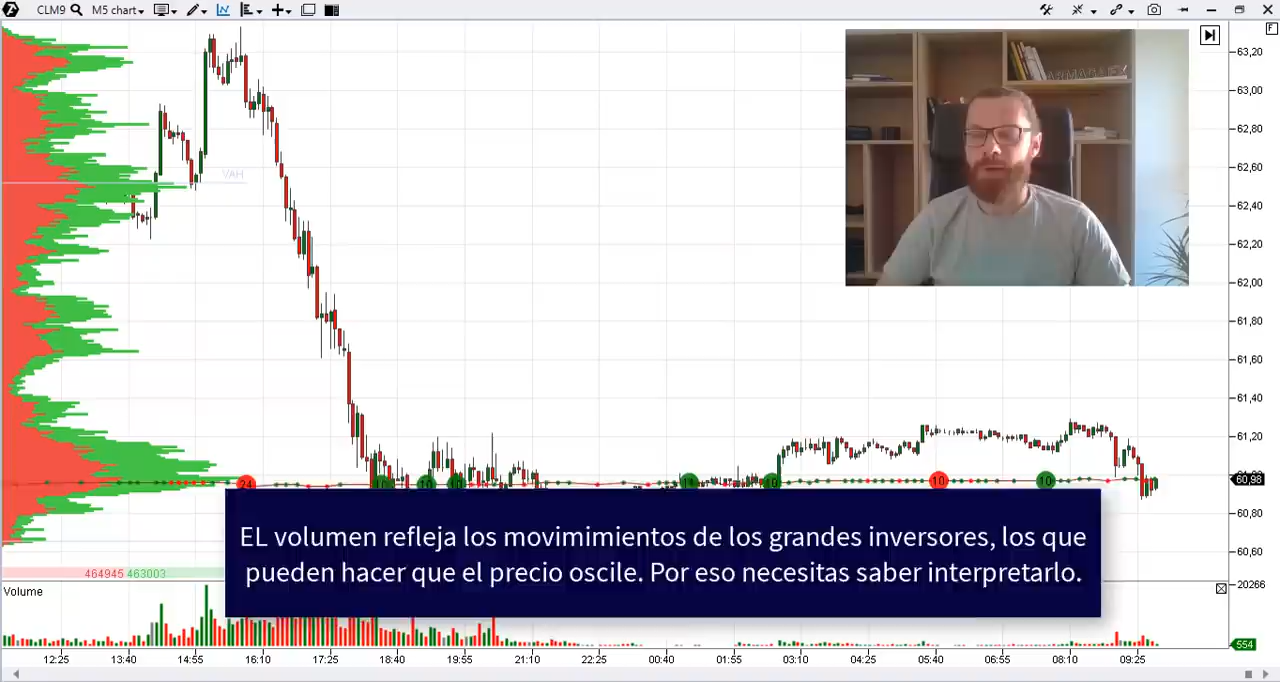 CLM9 M5 chart
F
63,20
63,00
62,80
VAH
62,60
62,40
62,20
62,00
61,80
61,60
61,40
61,20
24 10 10
10 10
60,98
60,80
60,60
EL volumen refleja los movimimientos de los grandes inversores, los que
pueden hacer que el precio oscile. Por eso necesitas saber interpretarlo.
464945 463003
Volume
20266
554
12:25 13:40 14:55 16:10 17:25 18:40 19:55 21:10 22:25 00:40 01:55 03:10 04:25 05:40 06:55 08:10 09:25